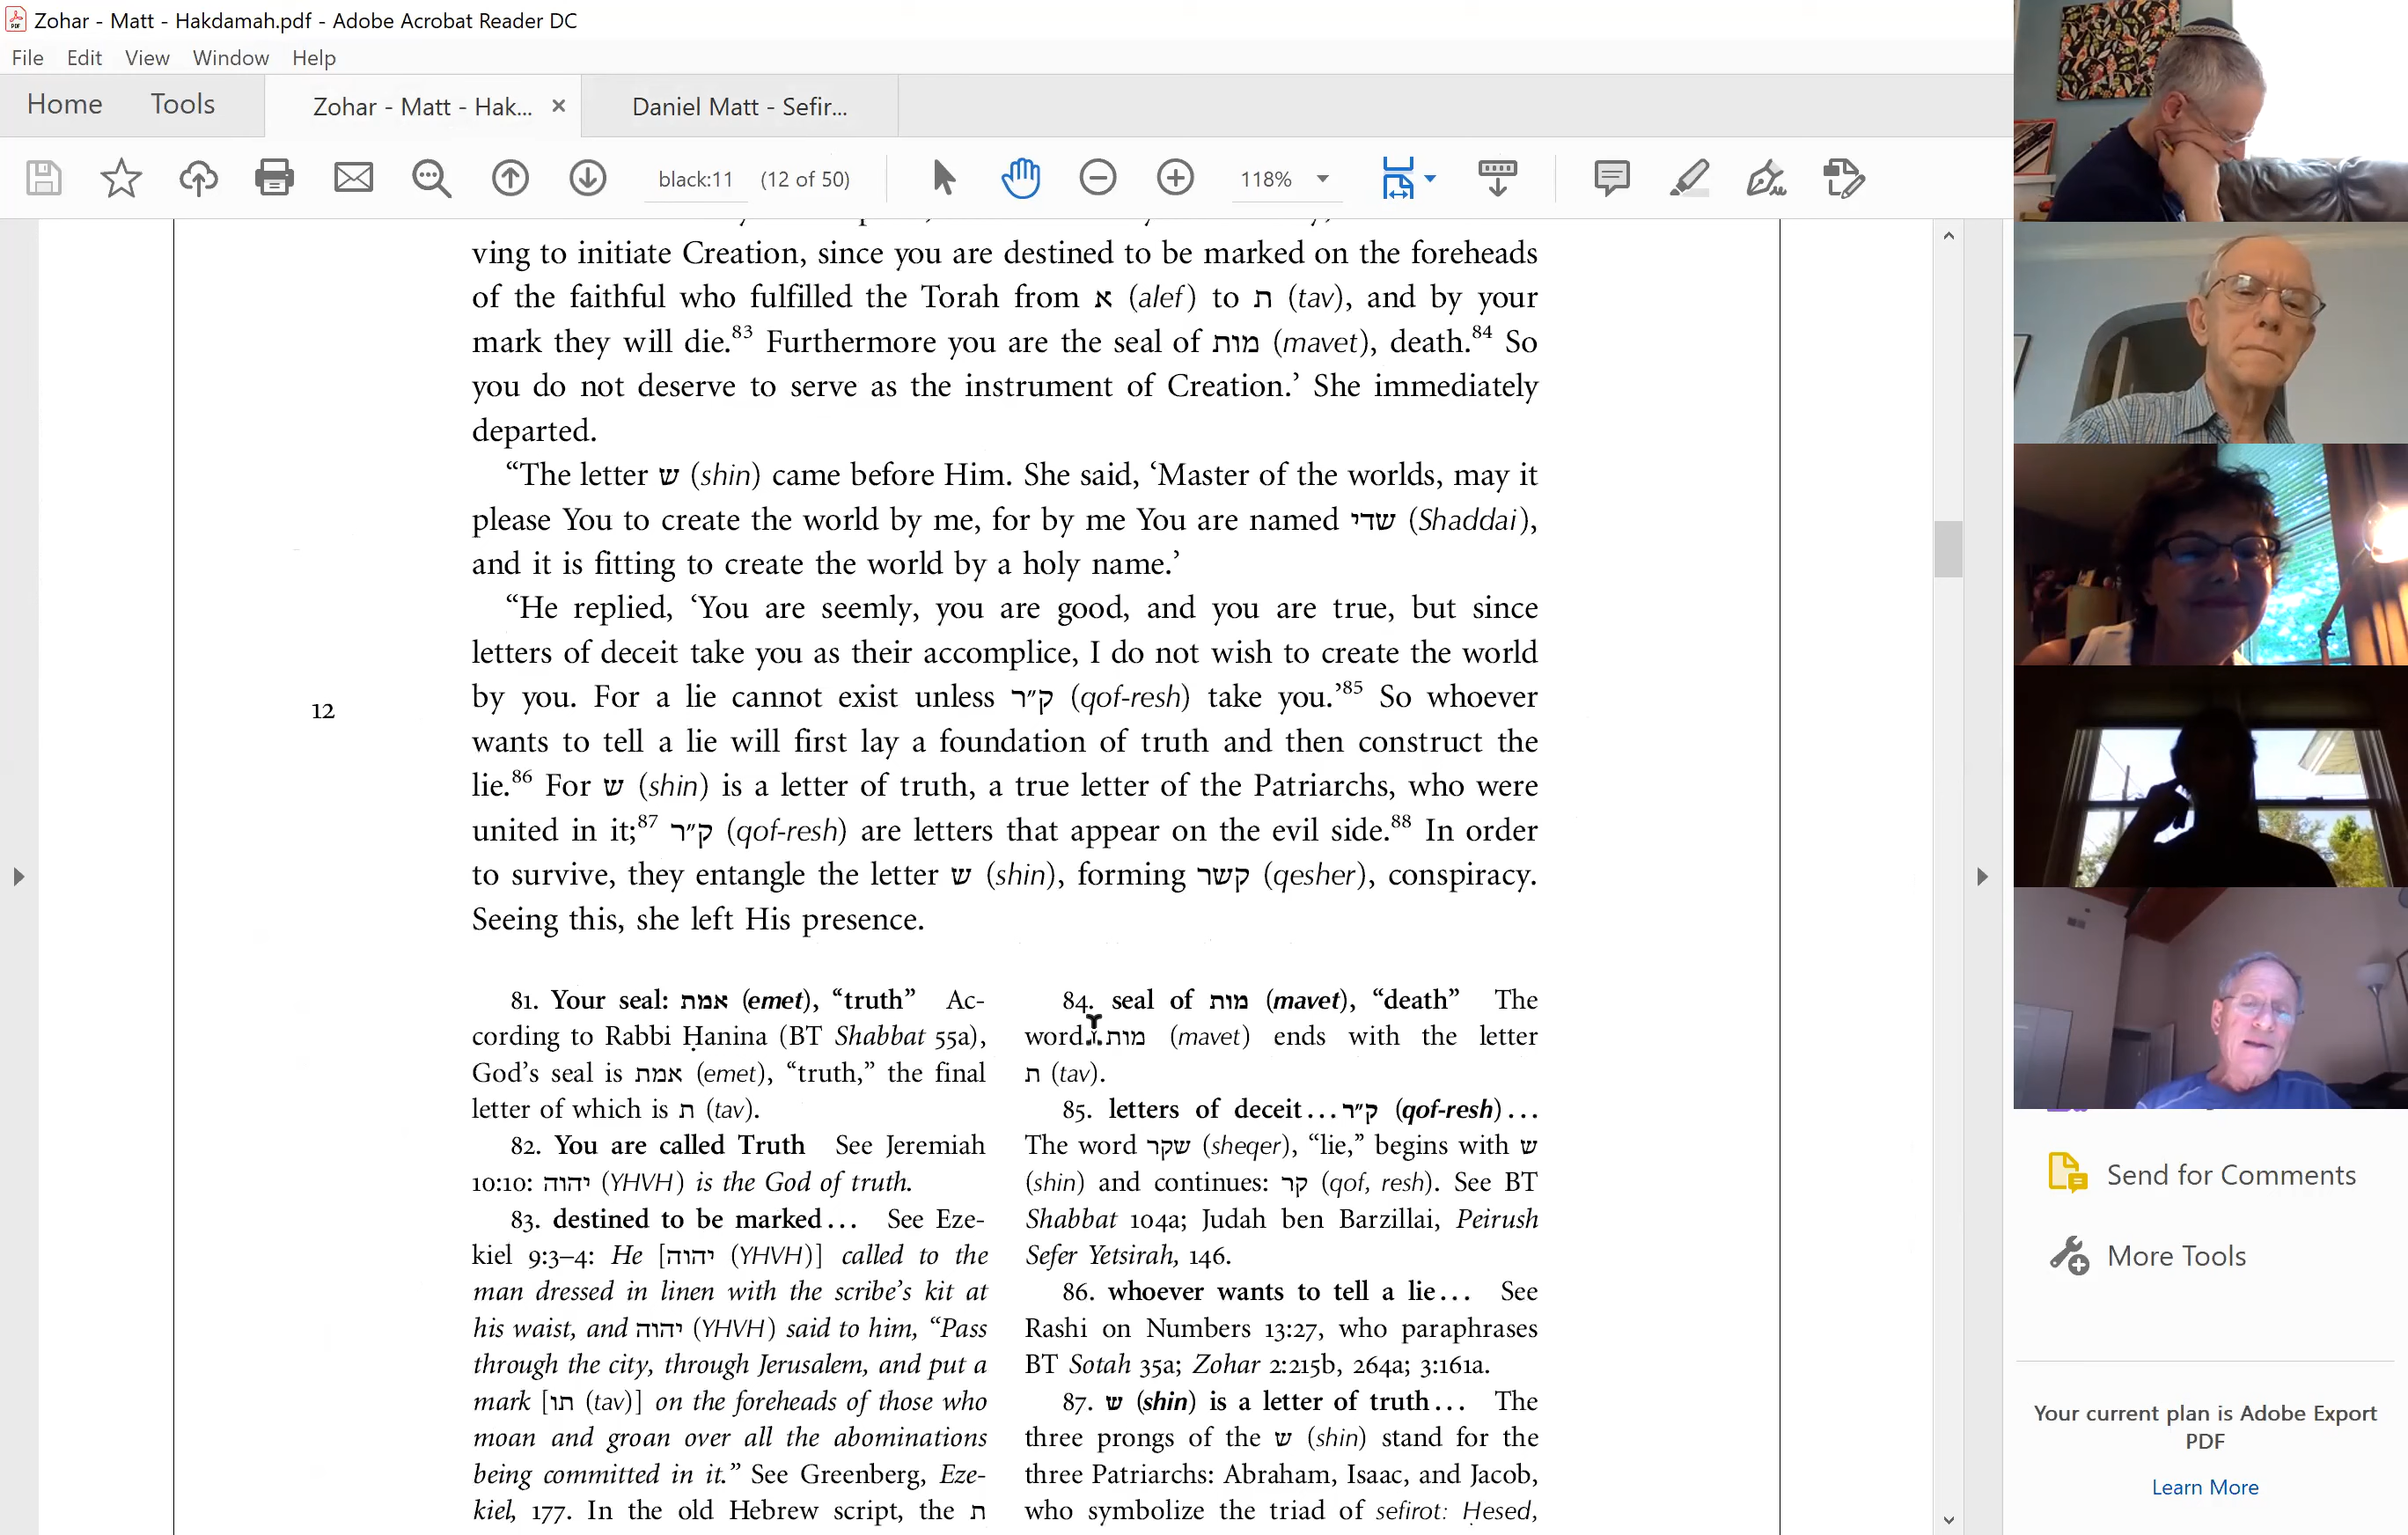 Zohar - Matt - Hakdamah.pdf - Adobe Acrobat Reader DC
File Edit View Window Help
Home Tools Zohar - Matt - Hak... × Daniel Matt - Sefir...
black:11 (12 of 50) 118%
ving to initiate Creation, since you are destined to be marked on the foreheads
of the faithful who fulfilled the Torah from א (alef) to ת (tav), and by your
mark they will die.83 Furthermore you are the seal of מות (mavet), death.84 So
you do not deserve to serve as the instrument of Creation.’ She immediately
departed.
“The letter ש (shin) came before Him. She said, ‘Master of the worlds, may it
please You to create the world by me, for by me You are named שדי (Shaddai),
and it is fitting to create the world by a holy name.’
“He replied, ‘You are seemly, you are good, and you are true, but since
letters of deceit take you as their accomplice, I do not wish to create the world
by you. For a lie cannot exist unless ק״ר (qof-resh) take you.’85 So whoever
12
wants to tell a lie will first lay a foundation of truth and then construct the
lie.86 For ש (shin) is a letter of truth, a true letter of the Patriarchs, who were
united in it;87 ק״ר (qof-resh) are letters that appear on the evil side.88 In order
to survive, they entangle the letter ש (shin), forming קשר (qesher), conspiracy.
Seeing this, she left His presence.
81. Your seal: אמת (emet), “truth” Ac-
cording to Rabbi Ḥanina (BT Shabbat 55a),
God’s seal is אמת (emet), “truth,” the final
letter of which is ת (tav).
82. You are called Truth See Jeremiah
10:10: יהוה (YHVH) is the God of truth.
83. destined to be marked... See Eze-
kiel 9:3–4: He [יהוה (YHVH)] called to the
man dressed in linen with the scribe’s kit at
his waist, and יהוה (YHVH) said to him, “Pass
through the city, through Jerusalem, and put a
mark [תו (tav)] on the foreheads of those who
moan and groan over all the abominations
being committed in it.” See Greenberg, Eze-
kiel, 177. In the old Hebrew script, the ת
84. seal of מות (mavet), “death” The
word מות (mavet) ends with the letter
ת (tav).
85. letters of deceit...ק״ר (qof-resh)...
The word שקר (sheqer), “lie,” begins with ש
(shin) and continues: קר (qof, resh). See BT
Shabbat 104a; Judah ben Barzillai, Peirush
Sefer Yetsirah, 146.
86. whoever wants to tell a lie... See
Rashi on Numbers 13:27, who paraphrases
BT Sotah 35a; Zohar 2:215b, 264a; 3:161a.
87. ש (shin) is a letter of truth... The
three prongs of the ש (shin) stand for the
three Patriarchs: Abraham, Isaac, and Jacob,
who symbolize the triad of sefirot: Ḥesed,
Send for Comments
More Tools
Your current plan is Adobe Export
PDF
Learn More